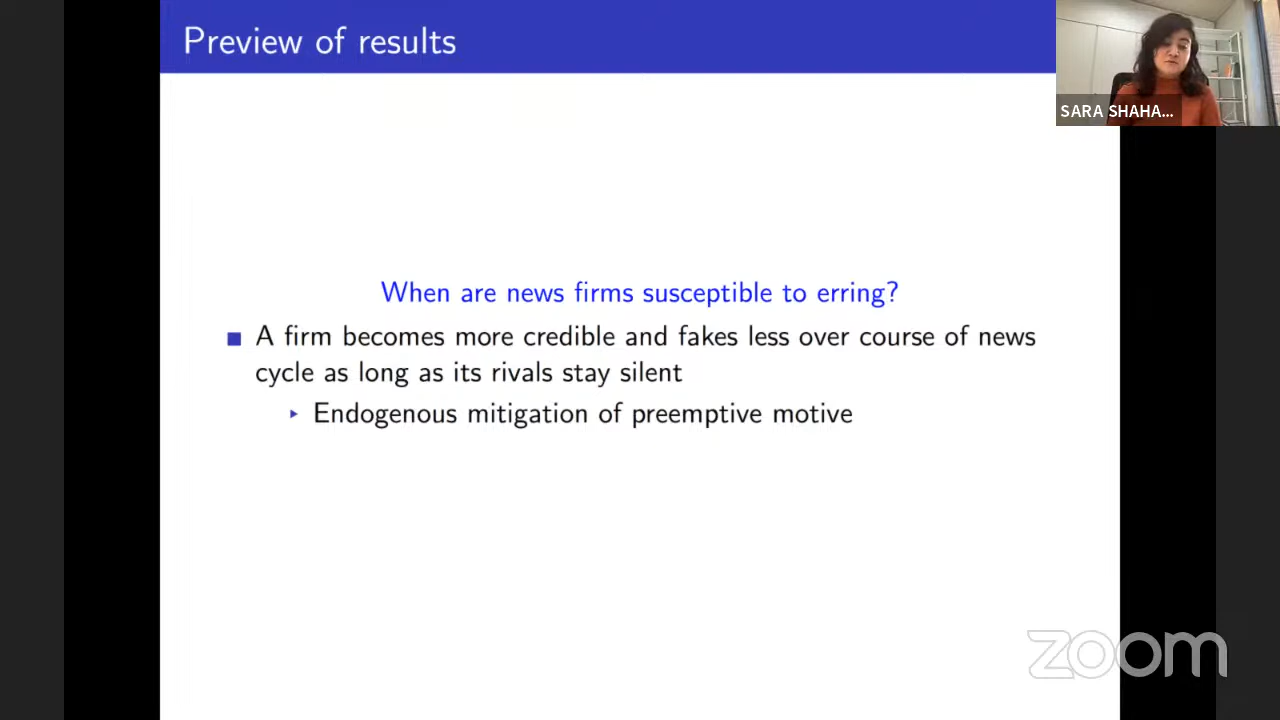 Preview of results
SARA SHAHA...
When are news firms susceptible to erring?
A firm becomes more credible and fakes less over course of news
cycle as long as its rivals stay silent
Endogenous mitigation of preemptive motive
zoom